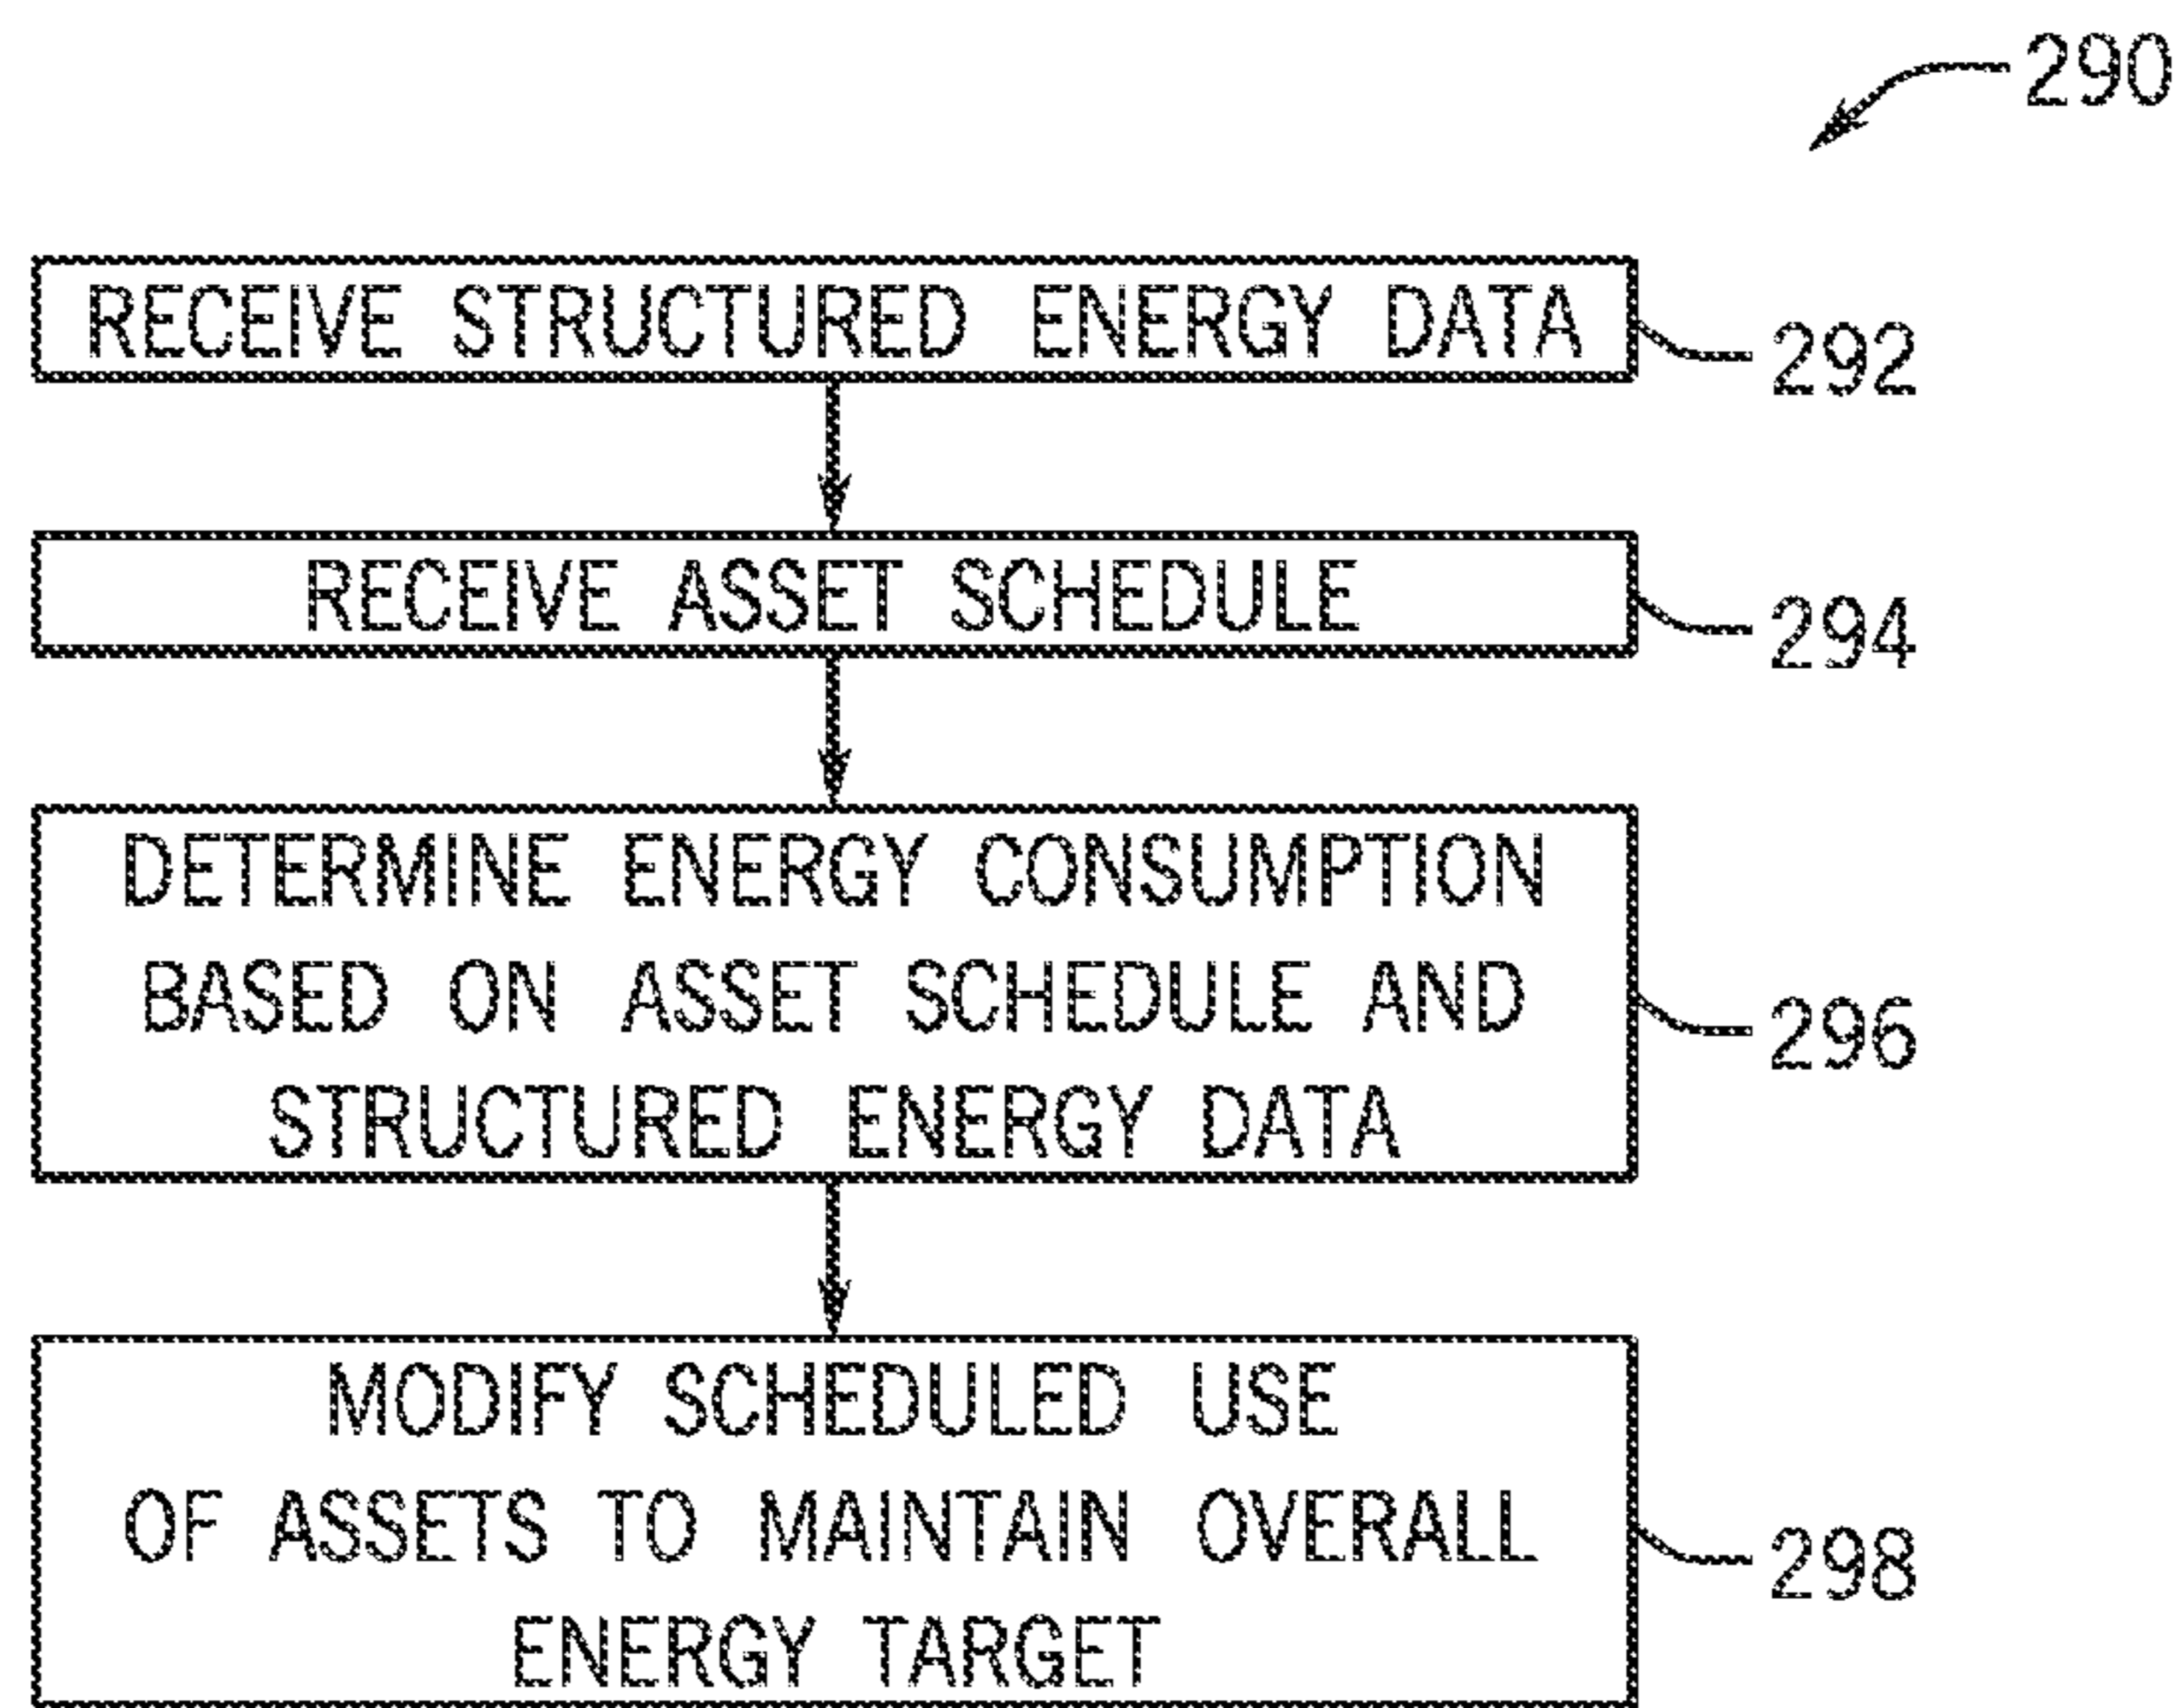 290
RECEIVE STRUCTURED ENERGY DATA
292
RECEIVE ASSET SCHEDULE
294
DETERMINE ENERGY CONSUMPTION
BASED ON ASSET SCHEDULE AND
STRUCTURED ENERGY DATA
296
MODIFY SCHEDULED USE
OF ASSETS TO MAINTAIN OVERALL
ENERGY TARGET
298